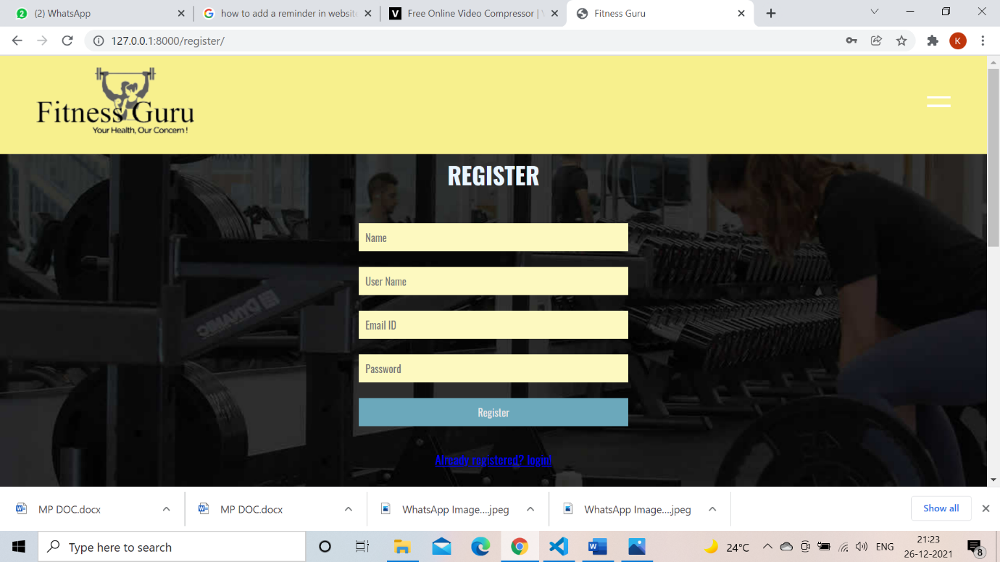 2
(2) WhatsApp
how to add a reminder in website
V
Free Online Video Compressor |
Fitness Guru
127.0.0.1:8000/register/
K
Fitness Guru
Your Health, Our Concern !
REGISTER
Name
User Name
Email ID
Password
Register
DYNAMIC
Already registered? login!
MP DOC.docx
MP DOC.docx
WhatsApp Image....jpeg
WhatsApp Image....jpeg
Show all
Type here to search
24°C
ENG
21:23
26-12-2021
8